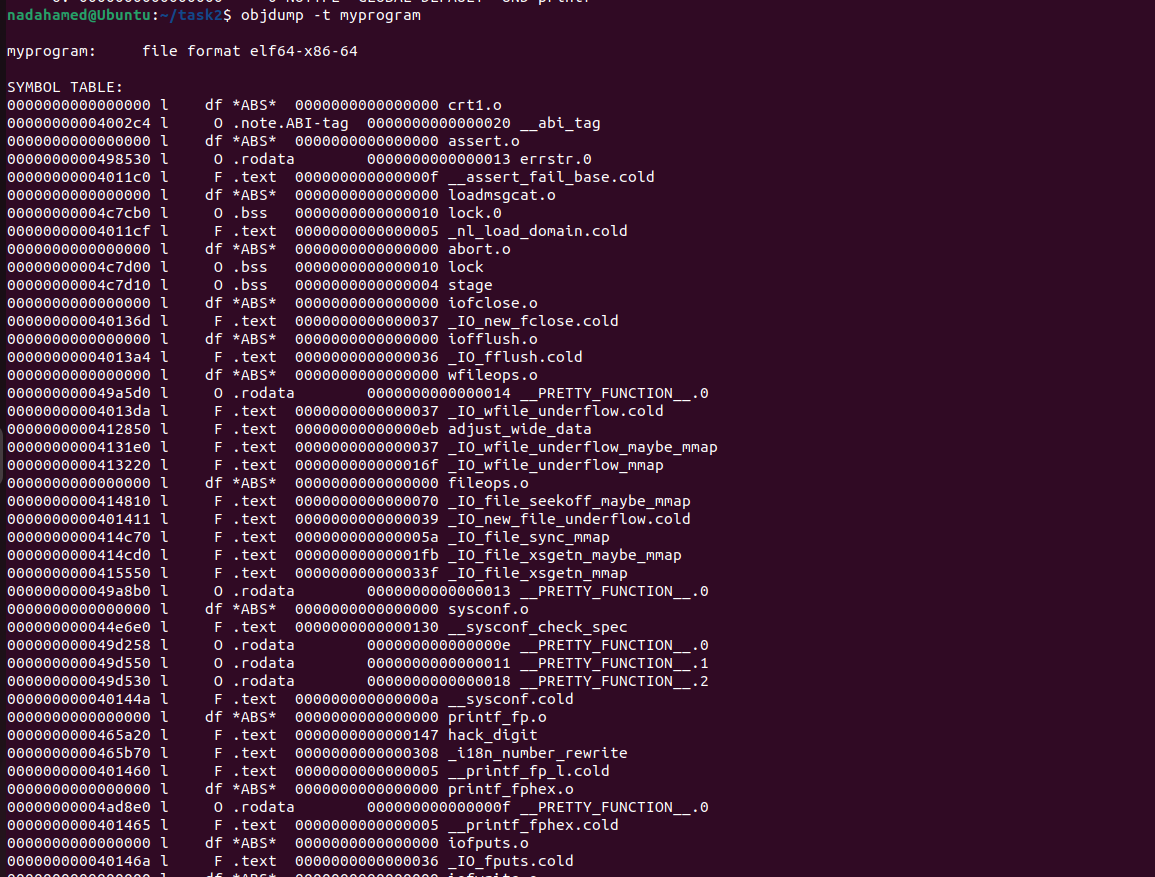 nadahamed@Ubuntu:~/task2$ objdump -t myprogram
myprogram:     file format elf64-x86-64
SYMBOL TABLE:
0000000000000000 l    df *ABS*  0000000000000000 crt1.o
00000000004002c4 l     O .note.ABI-tag  0000000000000020 __abi_tag
0000000000000000 l    df *ABS*  0000000000000000 assert.o
0000000000498530 l     O .rodata        0000000000000013 errstr.0
00000000004011c0 l     F .text  000000000000000f __assert_fail_base.cold
0000000000000000 l    df *ABS*  0000000000000000 loadmsgcat.o
00000000004c7cb0 l     O .bss   0000000000000010 lock.0
00000000004011cf l     F .text  0000000000000005 _nl_load_domain.cold
0000000000000000 l    df *ABS*  0000000000000000 abort.o
00000000004c7d00 l     O .bss   0000000000000010 lock
00000000004c7d10 l     O .bss   0000000000000004 stage
0000000000000000 l    df *ABS*  0000000000000000 iofclose.o
000000000040136d l     F .text  0000000000000037 _IO_new_fclose.cold
0000000000000000 l    df *ABS*  0000000000000000 iofflush.o
00000000004013a4 l     F .text  0000000000000036 _IO_fflush.cold
0000000000000000 l    df *ABS*  0000000000000000 wfileops.o
000000000049a5d0 l     O .rodata        0000000000000014 __PRETTY_FUNCTION__.0
00000000004013da l     F .text  0000000000000037 _IO_wfile_underflow.cold
0000000000412850 l     F .text  00000000000000eb adjust_wide_data
00000000004131e0 l     F .text  0000000000000037 _IO_wfile_underflow_maybe_mmap
0000000000413220 l     F .text  000000000000016f _IO_wfile_underflow_mmap
0000000000000000 l    df *ABS*  0000000000000000 fileops.o
0000000000414810 l     F .text  0000000000000070 _IO_file_seekoff_maybe_mmap
0000000000401411 l     F .text  0000000000000039 _IO_new_file_underflow.cold
0000000000414c70 l     F .text  000000000000005a _IO_file_sync_mmap
0000000000414cd0 l     F .text  00000000000001fb _IO_file_xsgetn_maybe_mmap
0000000000415550 l     F .text  000000000000033f _IO_file_xsgetn_mmap
000000000049a8b0 l     O .rodata        0000000000000013 __PRETTY_FUNCTION__.0
0000000000000000 l    df *ABS*  0000000000000000 sysconf.o
000000000044e6e0 l     F .text  0000000000000130 __sysconf_check_spec
000000000049d258 l     O .rodata        000000000000000e __PRETTY_FUNCTION__.0
000000000049d550 l     O .rodata        0000000000000011 __PRETTY_FUNCTION__.1
000000000049d530 l     O .rodata        0000000000000018 __PRETTY_FUNCTION__.2
000000000040144a l     F .text  000000000000000a __sysconf.cold
0000000000000000 l    df *ABS*  0000000000000000 printf_fp.o
0000000000465a20 l     F .text  0000000000000147 hack_digit
0000000000465b70 l     F .text  0000000000000308 _i18n_number_rewrite
0000000000401460 l     F .text  0000000000000005 __printf_fp_l.cold
0000000000000000 l    df *ABS*  0000000000000000 printf_fphex.o
00000000004ad8e0 l     O .rodata        000000000000000f __PRETTY_FUNCTION__.0
0000000000401465 l     F .text  0000000000000005 __printf_fphex.cold
0000000000000000 l    df *ABS*  0000000000000000 iofputs.o
000000000040146a l     F .text  0000000000000036 _IO_fputs.cold